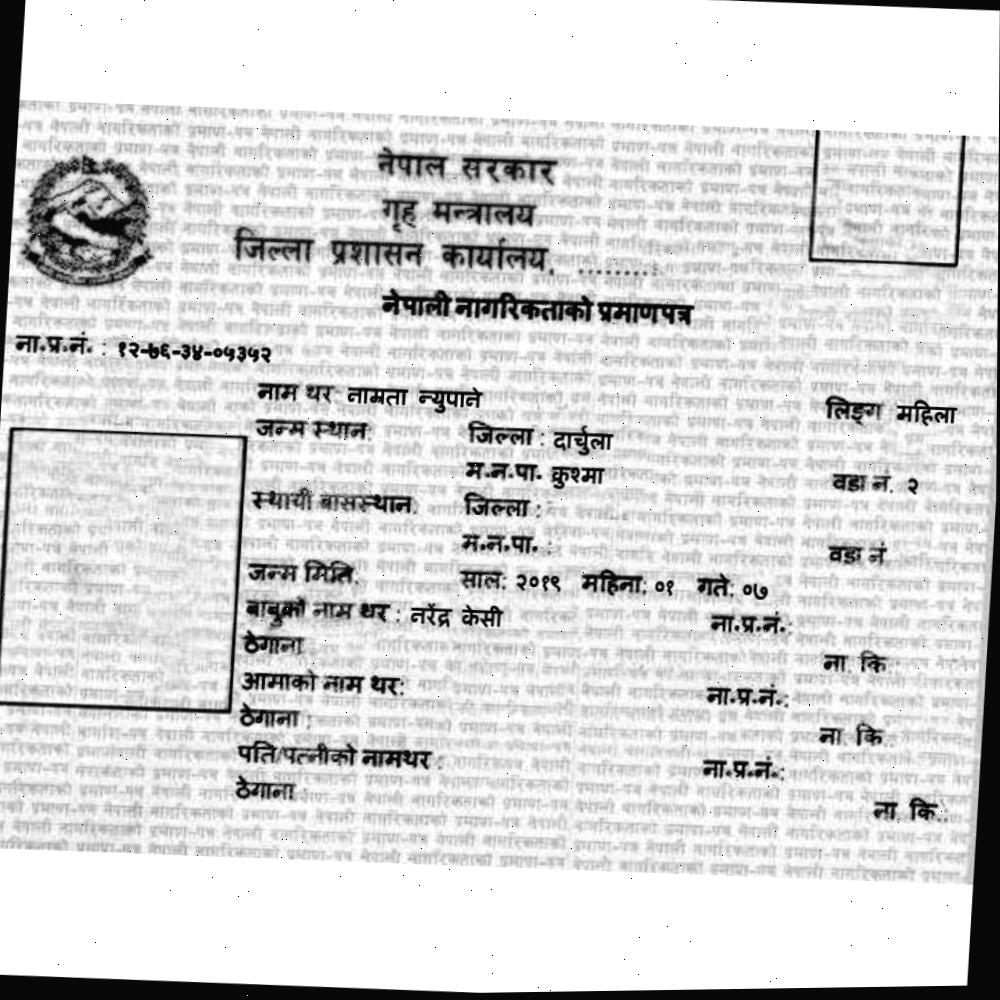 नेपाल सरकार
गृह मन्त्रालय
जिल्ला प्रशासन कार्यालय, .........
नेपाली नागरिकताको प्रमाणपत्र
ना.प्र.नं. : १२-७६-३४-०५३५२
नाम थर नाम्रता न्युपाने लिङ्ग महिला
जन्म स्थान: जिल्ला : दार्चुला
म.न.पा. कुश्मा वडा नं. २
स्थायी बासस्थान: जिल्ला :
म.न.पा. : वडा नं
जन्म मिति: साल: २०१९ महिना: ०१ गते: ०७
बाबुको नाम थर : नरेंद्र केसी ना.प्र.नं.:
ठेगाना ना. कि.:
आमाको नाम थर: ना.प्र.नं.:
ठेगाना : ना. कि.:
पति/पत्नीको नामथर : ना.प्र.नं.:
ठेगाना : ना. कि.: